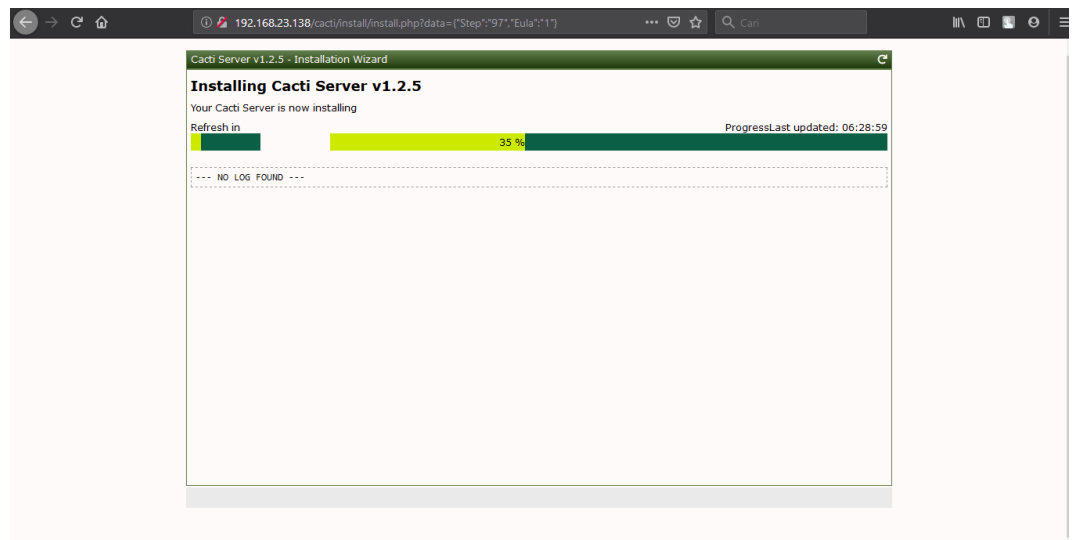 192.168.23.138/cacti/install/install.php?data={"Step":"97","Eula":"1"}
Cari
Cacti Server v1.2.5 - Installation Wizard
Installing Cacti Server v1.2.5
Your Cacti Server is now installing
Refresh in
ProgressLast updated: 06:28:59
35 %
--- NO LOG FOUND ---